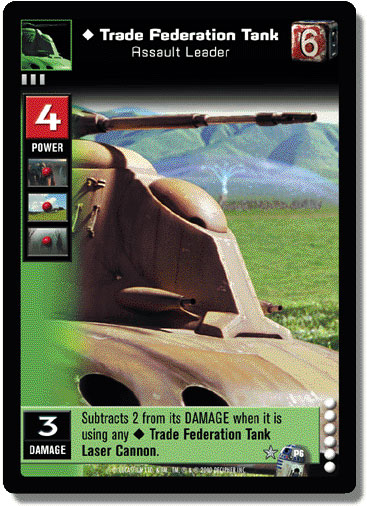 ◆ Trade Federation Tank
Assault Leader
6
4
POWER
3
DAMAGE
Subtracts 2 from its DAMAGE when it is
using any ◆ Trade Federation Tank
Laser Cannon.
P6